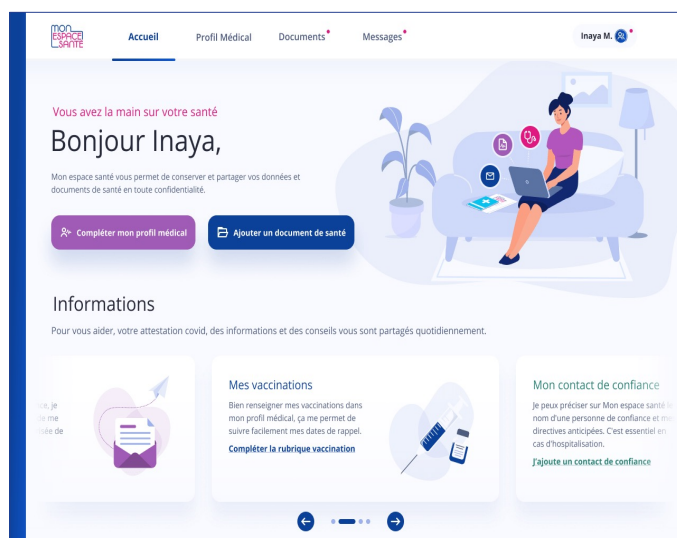 MON
ESPACE
SANTÉ
Accueil
Profil Médical
Documents
Messages
Inaya M.
Vous avez la main sur votre santé
Bonjour Inaya,
Mon espace santé vous permet de conserver et partager vos données et
documents de santé en toute confidentialité.
Compléter mon profil médical
Ajouter un document de santé
Informations
Pour vous aider, votre attestation covid, des informations et des conseils vous sont partagés quotidiennement.
je
me
de
Mes vaccinations
Bien renseigner mes vaccinations dans
mon profil médical, ça me permet de
suivre facilement mes dates de rappel.
Compléter la rubrique vaccination
Mon contact de confiance
Je peux préciser sur Mon espace santé le
nom d'une personne de confiance et
directives anticipées. C'est essentiel en
cas d'hospitalisation.
J'ajoute un contact de confiance